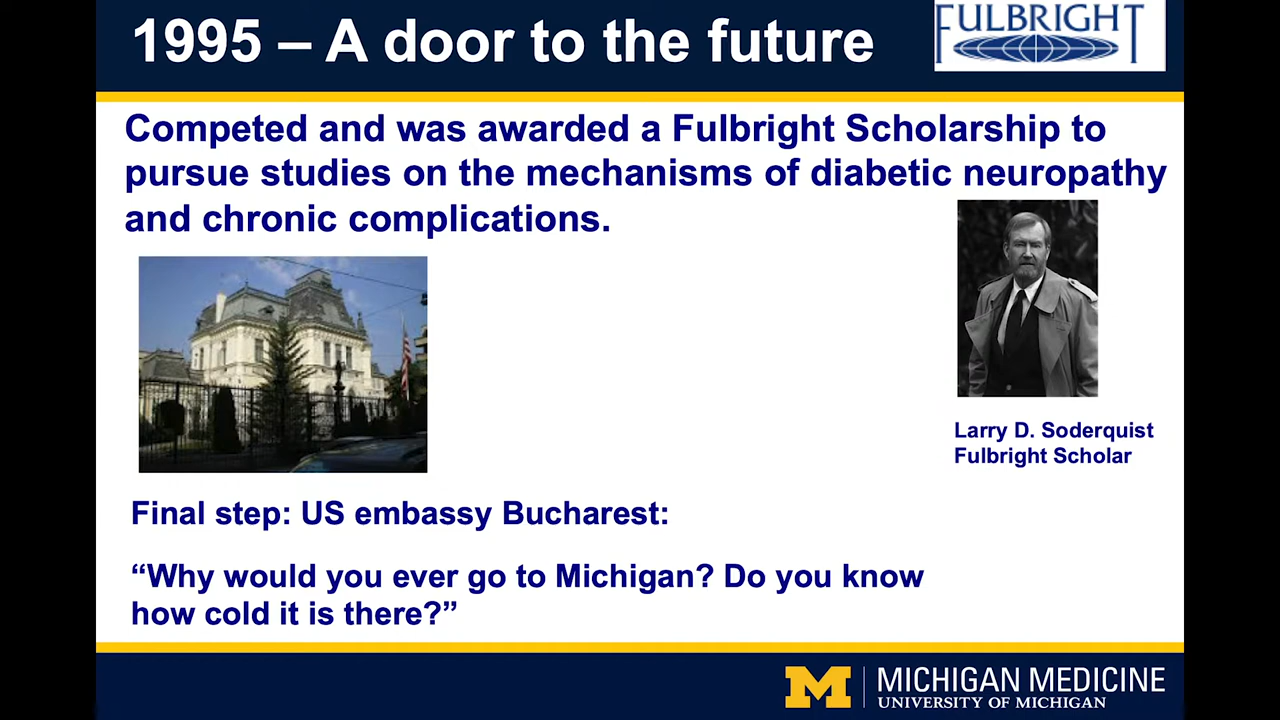 1995 – A door to the future
FULBRIGHT
Competed and was awarded a Fulbright Scholarship to
pursue studies on the mechanisms of diabetic neuropathy
and chronic complications.
Larry D. Soderquist
Fulbright Scholar
Final step: US embassy Bucharest:
“Why would you ever go to Michigan? Do you know
how cold it is there?”
M
MICHIGAN MEDICINE
UNIVERSITY OF MICHIGAN